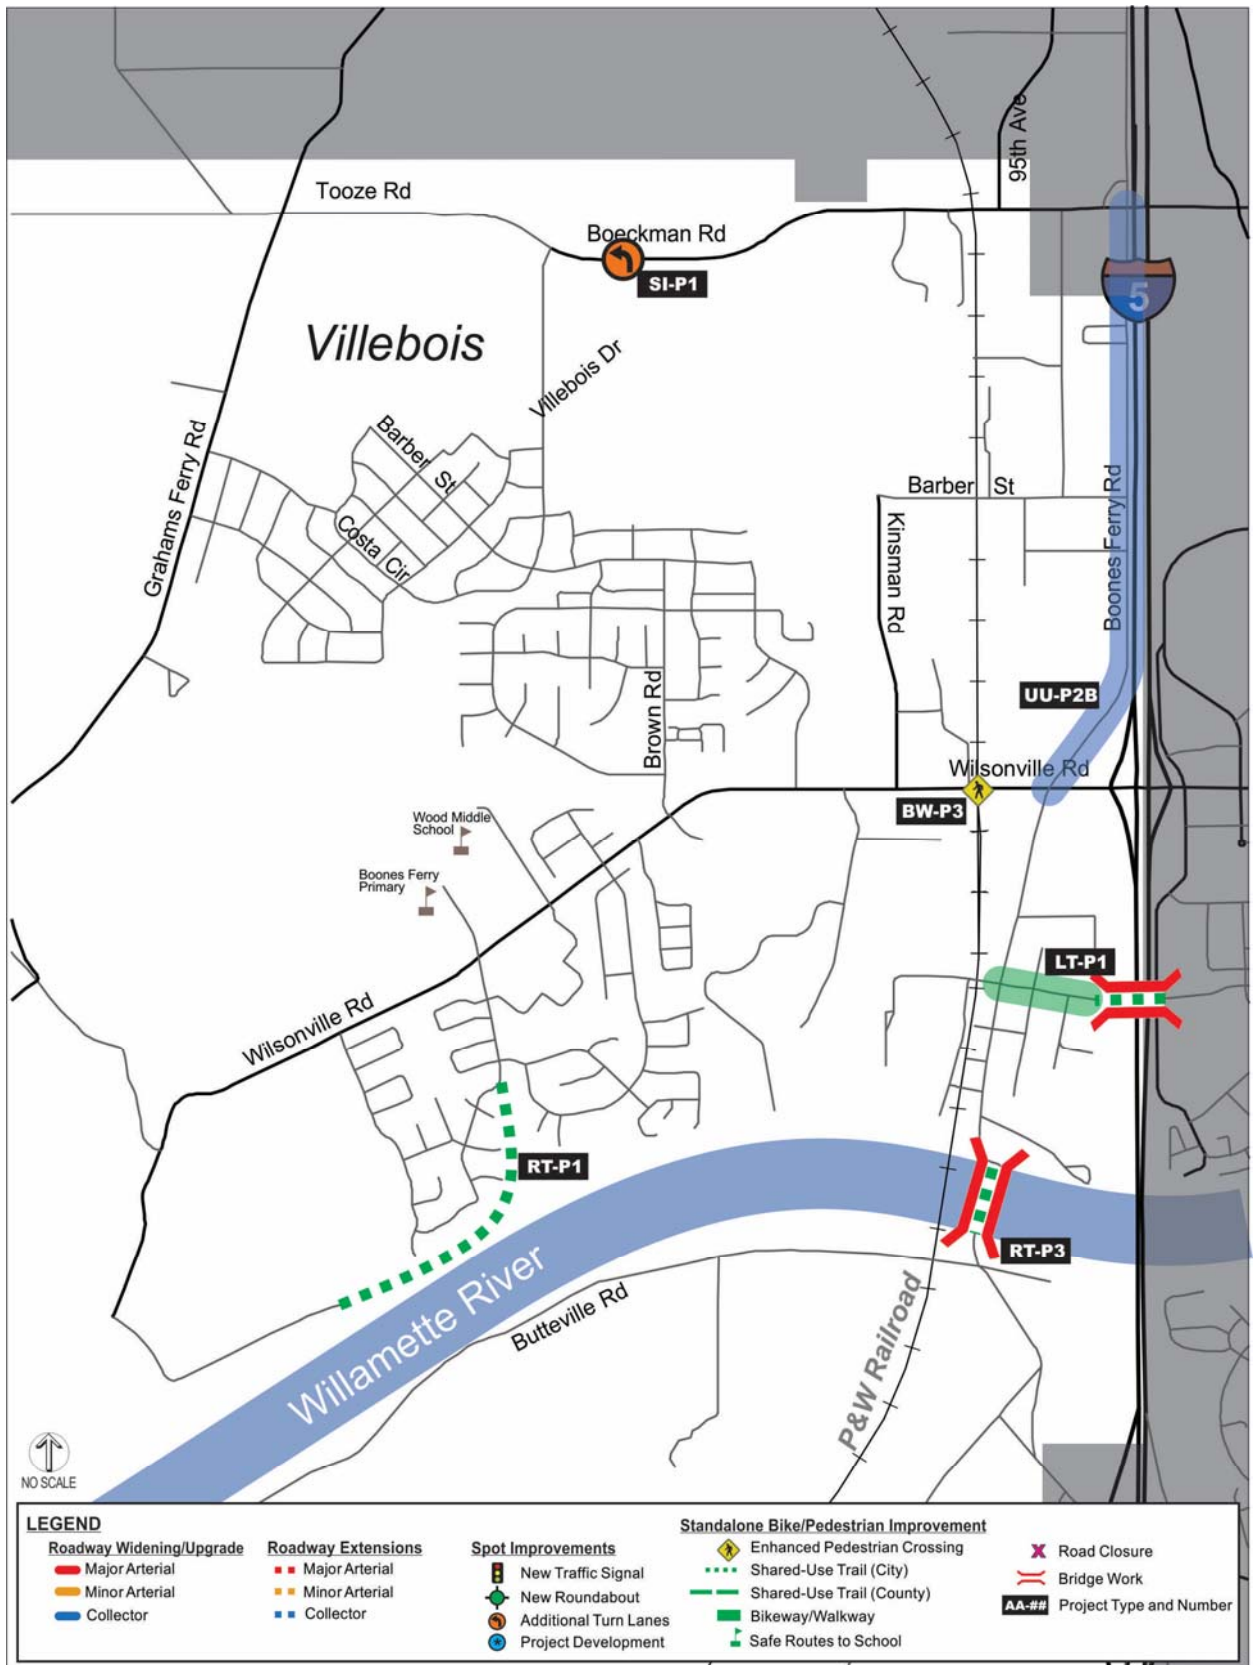 95th Ave
Tooze Rd
Boeckman Rd
SI-P1
5
Villebois
Villebois Dr
Grahams Ferry Rd
Barber St
Costa Cir
Barber St
Kinsman Rd
Boones Ferry Rd
UU-P2B
Brown Rd
Wilsonville Rd
BW-P3
Wood Middle
School
Boones Ferry
Primary
LT-P1
Wilsonville Rd
RT-P1
RT-P3
Willamette River
Butteville Rd
P&W Railroad
NO SCALE
LEGEND
Roadway Widening/Upgrade
Major Arterial
Minor Arterial
Collector
Roadway Extensions
Major Arterial
Minor Arterial
Collector
Spot Improvements
New Traffic Signal
New Roundabout
Additional Turn Lanes
Project Development
Standalone Bike/Pedestrian Improvement
Enhanced Pedestrian Crossing
Shared-Use Trail (City)
Shared-Use Trail (County)
Bikeway/Walkway
Safe Routes to School
Road Closure
Bridge Work
AA-## Project Type and Number